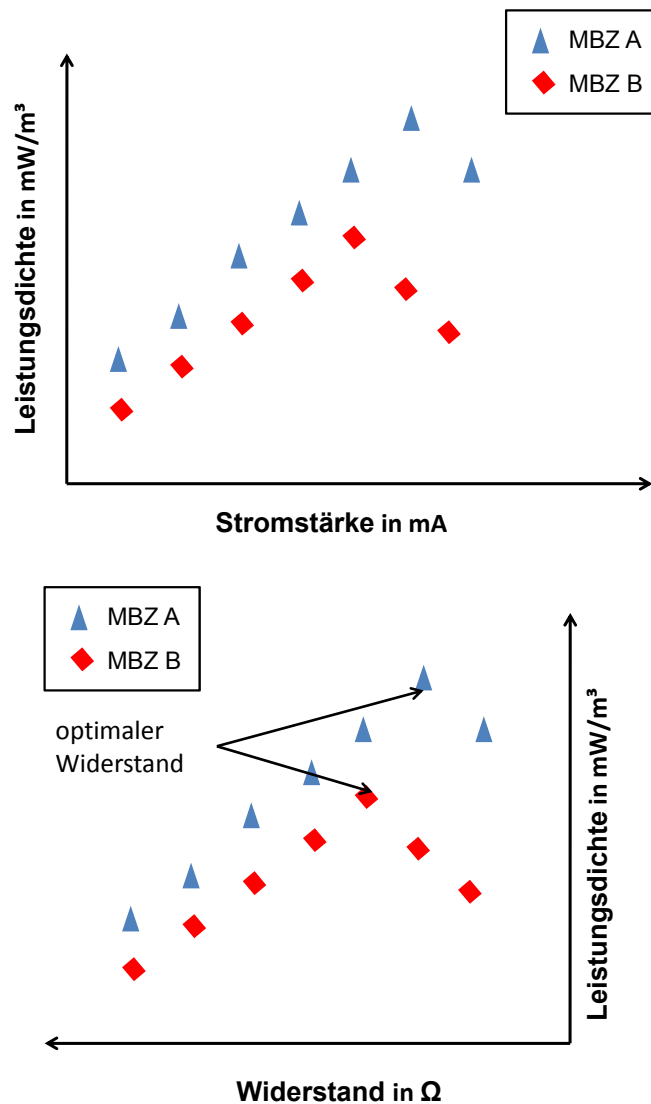 MBZ A
MBZ B
Leistungsdichte in mW/m³
Stromstärke in mA
MBZ A
MBZ B
optimaler
Widerstand
Leistungsdichte in mW/m³
Widerstand in Ω